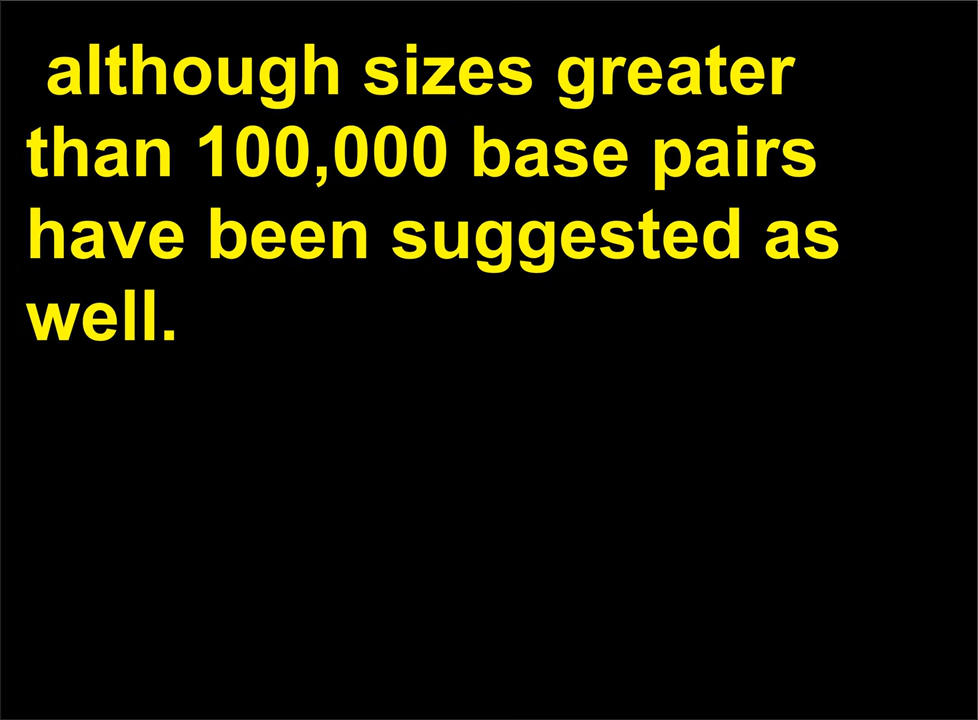 although sizes greater
than 100,000 base pairs
have been suggested as
well.